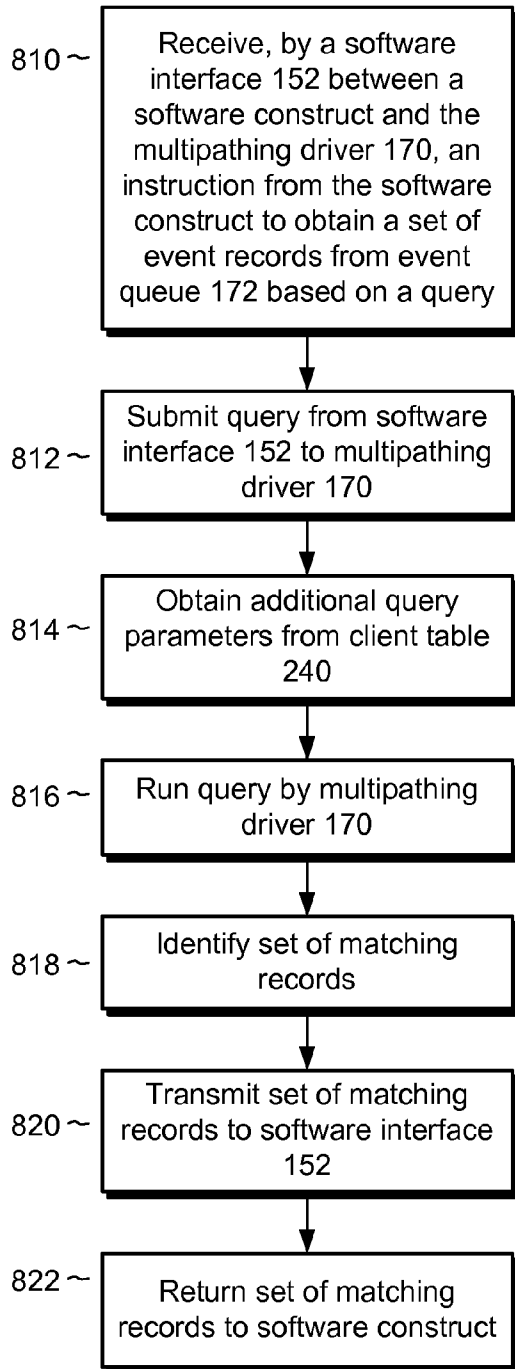 810 ~
Receive, by a software
interface 152 between a
software construct and the
multipathing driver 170, an
instruction from the software
construct to obtain a set of
event records from event
queue 172 based on a query
812 ~
Submit query from software
interface 152 to multipathing
driver 170
814 ~
Obtain additional query
parameters from client table
240
816 ~
Run query by multipathing
driver 170
818 ~
Identify set of matching
records
820 ~
Transmit set of matching
records to software interface
152
822 ~
Return set of matching
records to software construct